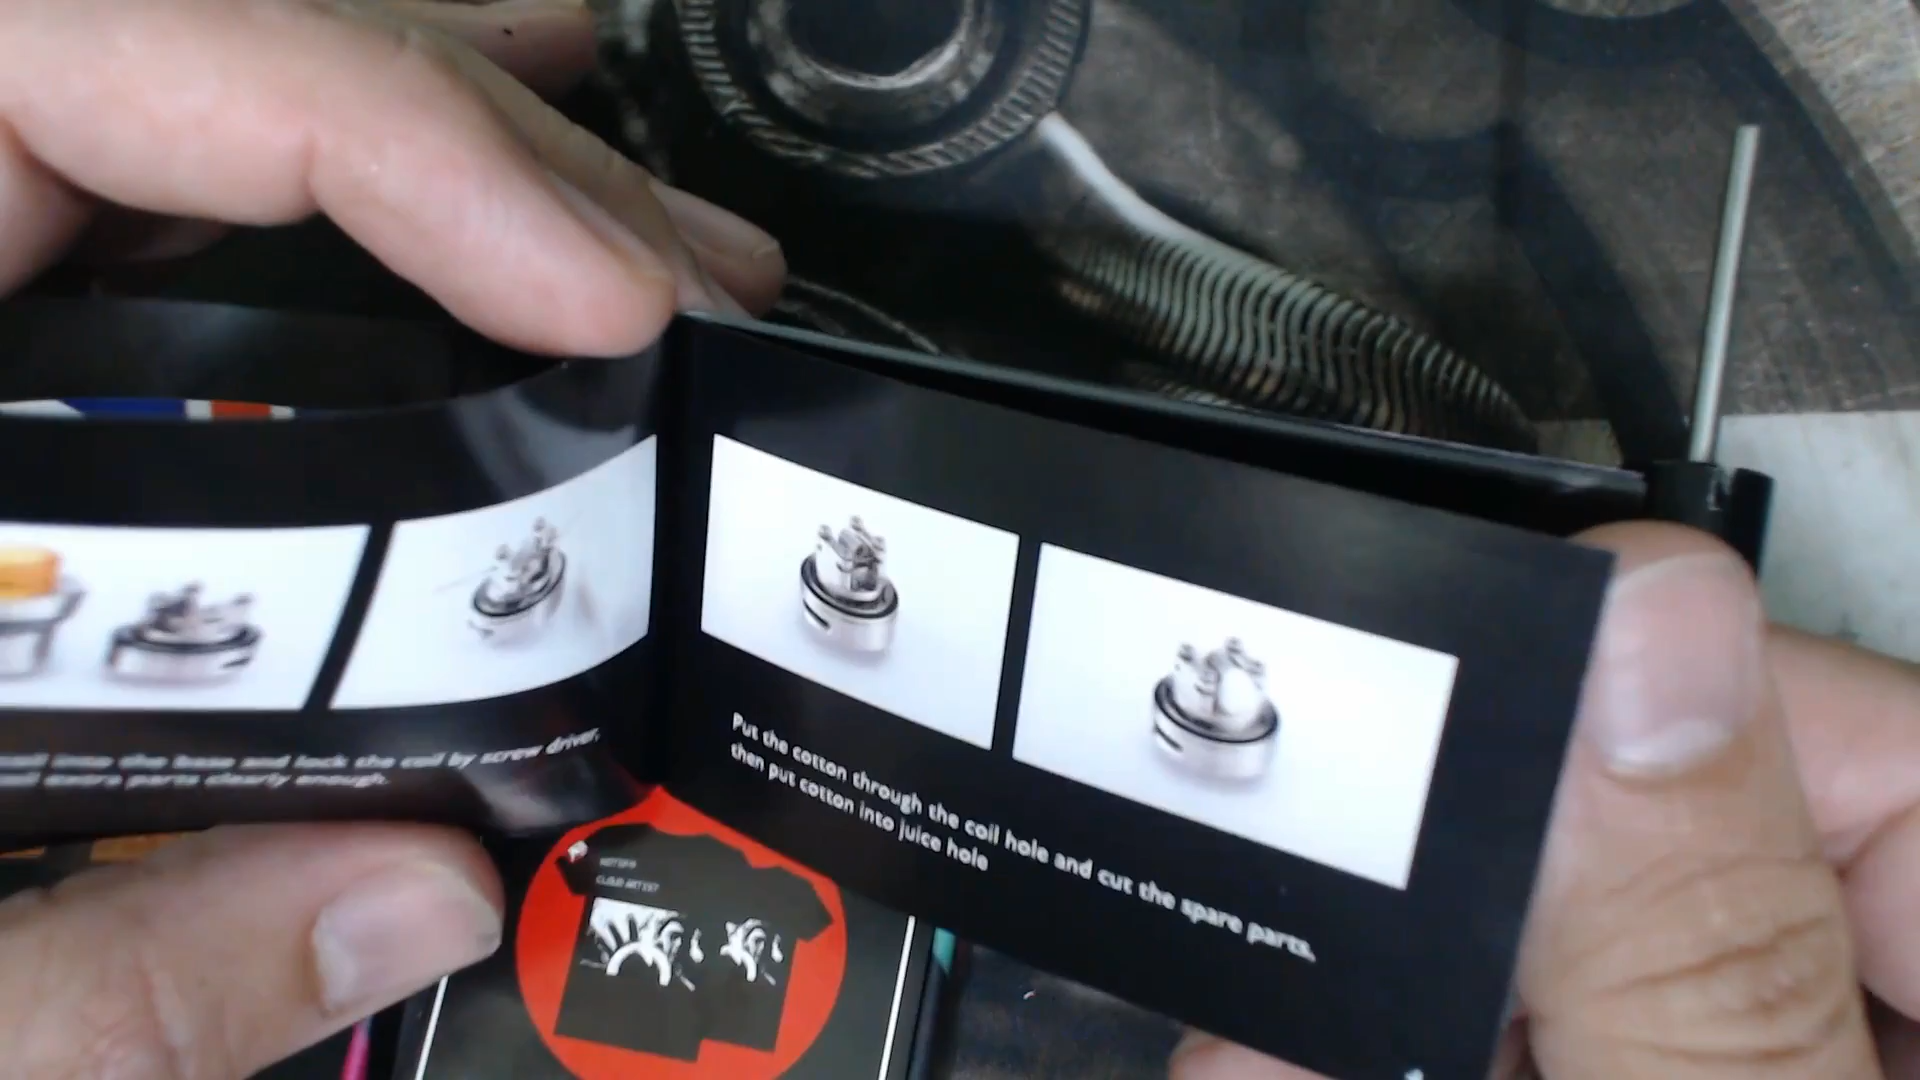 into the base and lock the coil by screw driver,
extra parts clearly enough.
Put the cotton through the coil hole and cut the spare parts,
then put cotton into juice hole
CLOUD ARTIST